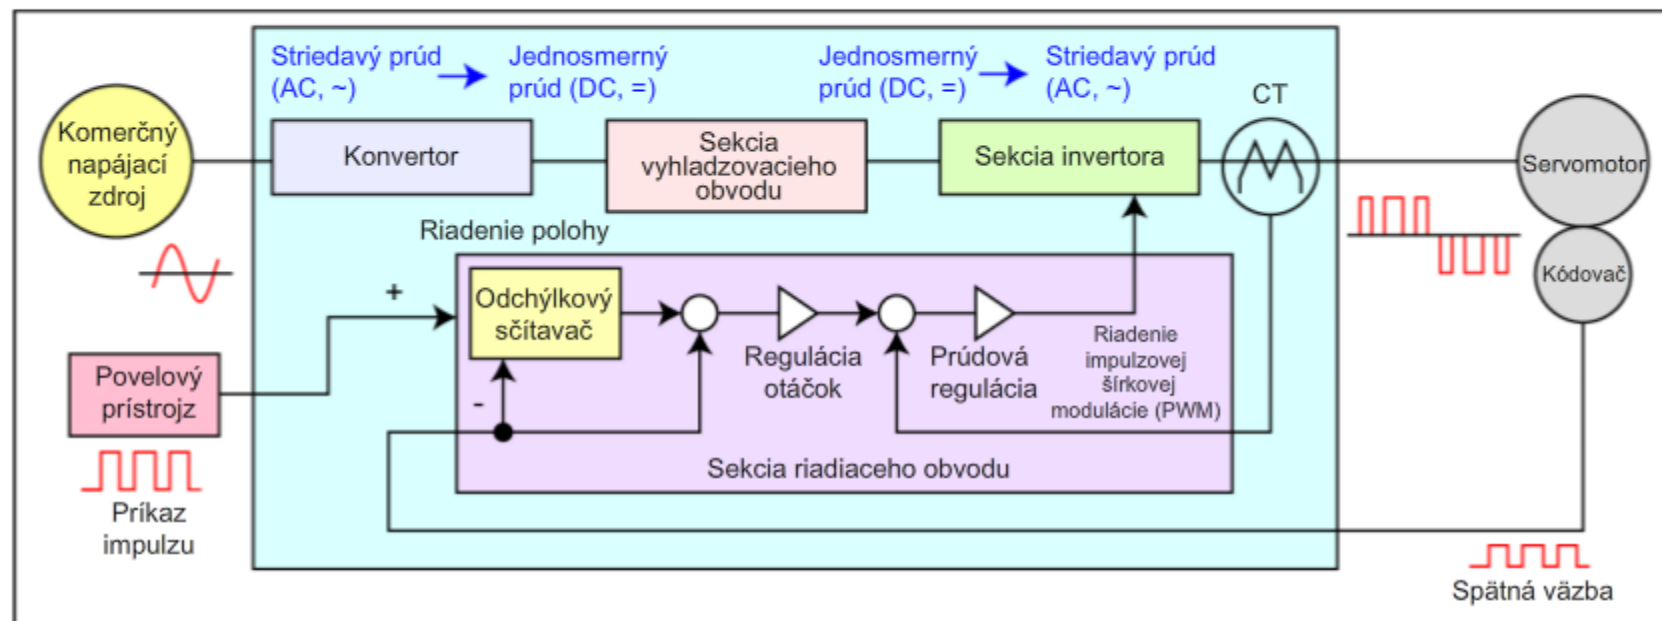 Striedavý prúd
(AC, ~)
Jednosmerný
prúd (DC, =)
Jednosmerný
prúd (DC, =)
Striedavý prúd
(AC, ~)
CT
Komerčný
napájací
zdroj
Konvertor
Sekcia
vyhladzovacieho
obvodu
Sekcia invertora
Servomotor
Kódovač
Riadenie polohy
+
Odchýlkový
sčítavač
-
Regulácia
otáčok
Prúdová
regulácia
Riadenie
impulzovej
šírkovej
modulácie (PWM)
Povelový
prístrojz
Sekcia riadiaceho obvodu
Príkaz
impulzu
Spätná väzba